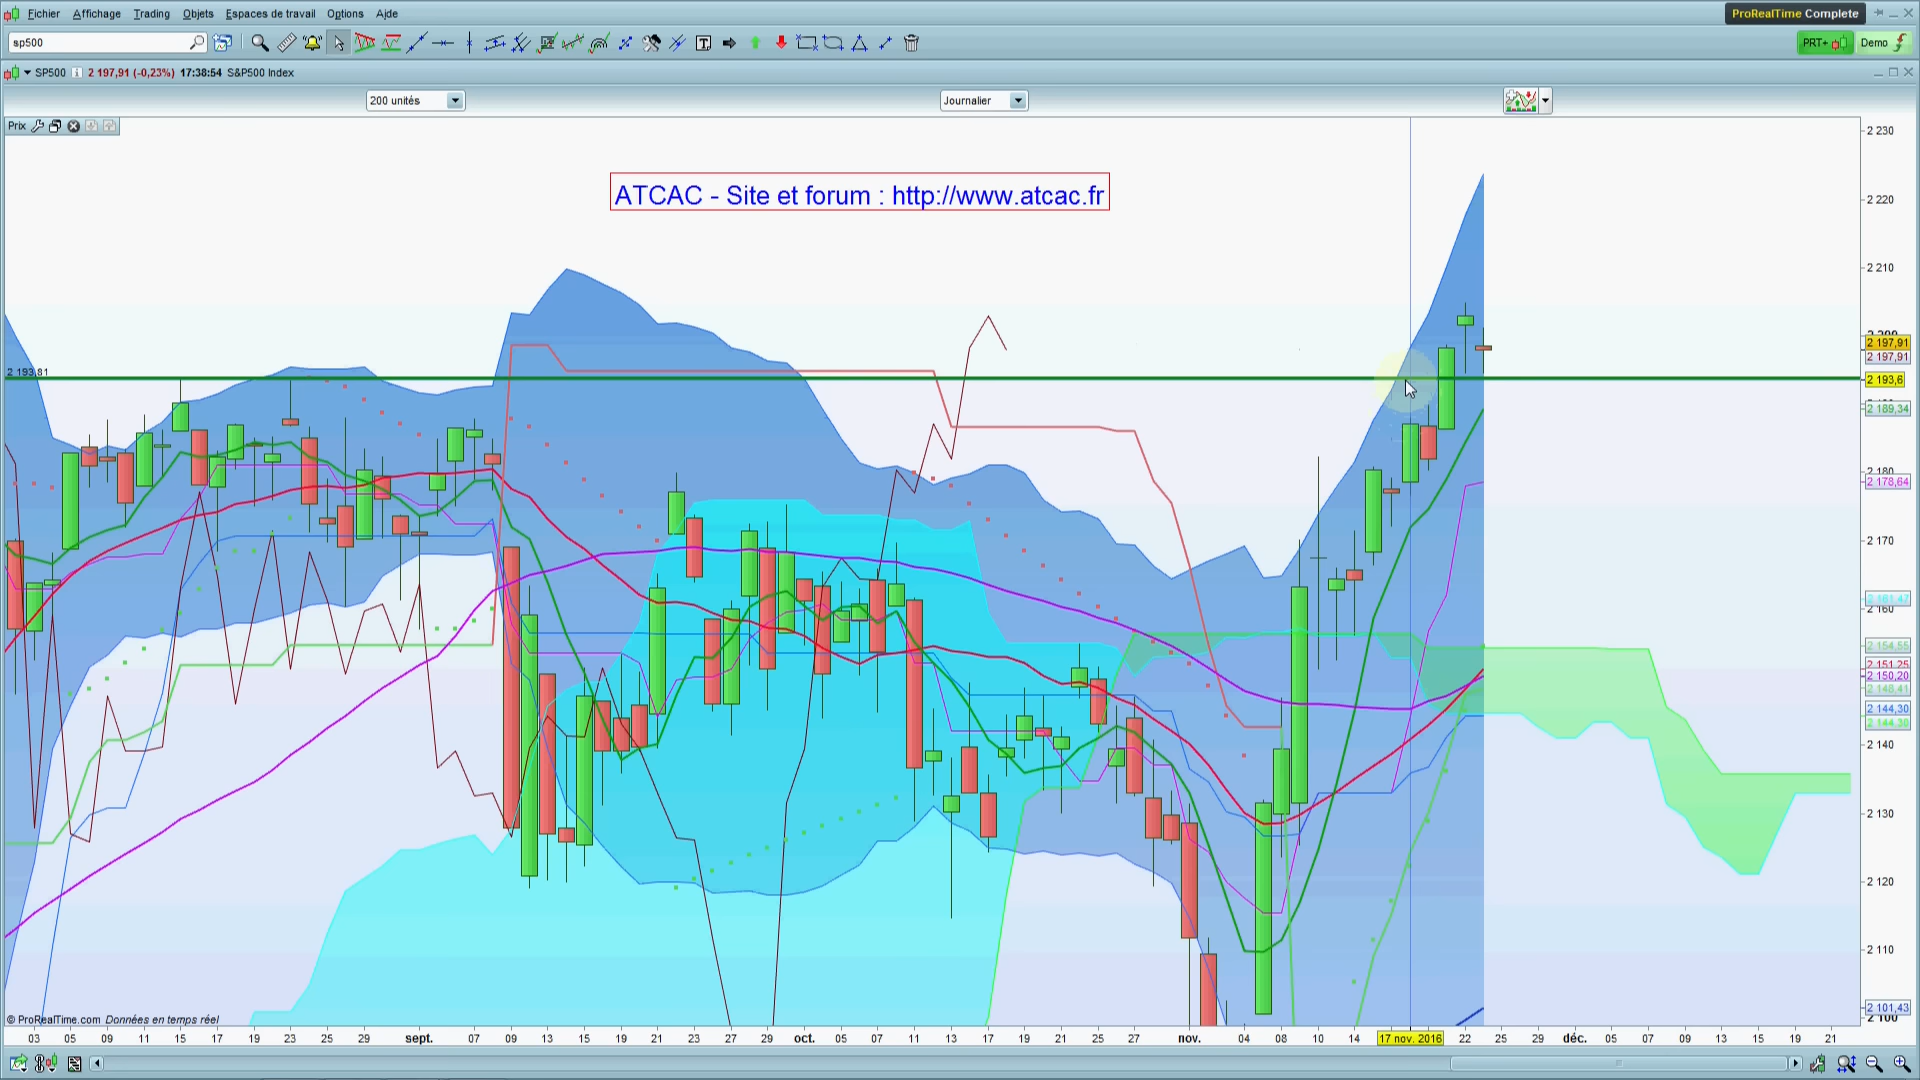 Fichier Affichage Trading Objets Espaces de travail Options Aide
ProRealTime Complete
sp500
PRT+
Demo
SP500 2 197,91 (-0,23%) 17:38:54 S&P500 Index
200 unités
Journalier
Prix
ATCAC - Site et forum : http://www.atcac.fr
2 193,81
2 230
2 220
2 210
2 197,91
2 197,91
2 193,6
2 189,34
2 180
2 178,64
2 170
2 161,47
2 160
2 154,55
2 151,25
2 150,20
2 148,41
2 144,30
2 144,30
2 140
2 130
2 120
2 110
2 101,43
2 100
© ProRealTime.com Données en temps réel
03 05 09 11 15 17 19 23 25 29 sept. 07 09 13 15 19 21 23 27 29 oct. 05 07 11 13 17 19 21 25 27 nov. 04 08 10 14 17 nov. 2016 22 25 29 déc. 05 07 09 13 15 19 21